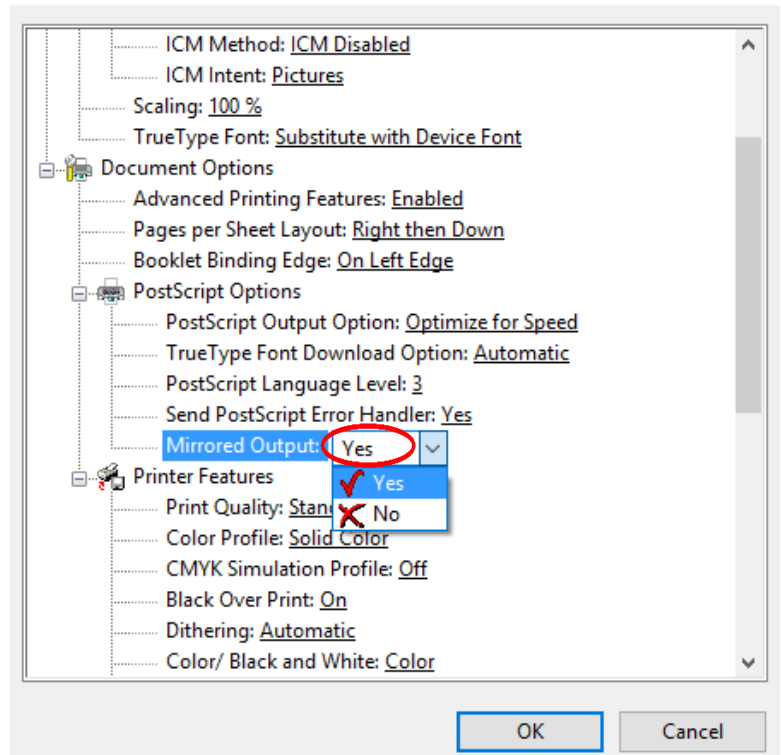 ICM Method: ICM Disabled
ICM Intent: Pictures
Scaling: 100 %
TrueType Font: Substitute with Device Font
Document Options
Advanced Printing Features: Enabled
Pages per Sheet Layout: Right then Down
Booklet Binding Edge: On Left Edge
PostScript Options
PostScript Output Option: Optimize for Speed
TrueType Font Download Option: Automatic
PostScript Language Level: 3
Send PostScript Error Handler: Yes
Mirrored Output: Yes
Printer Features
Yes
Print Quality:
No
Color Profile: Solid Color
CMYK Simulation Profile: Off
Black Over Print: On
Dithering: Automatic
Color/ Black and White: Color
OK
Cancel